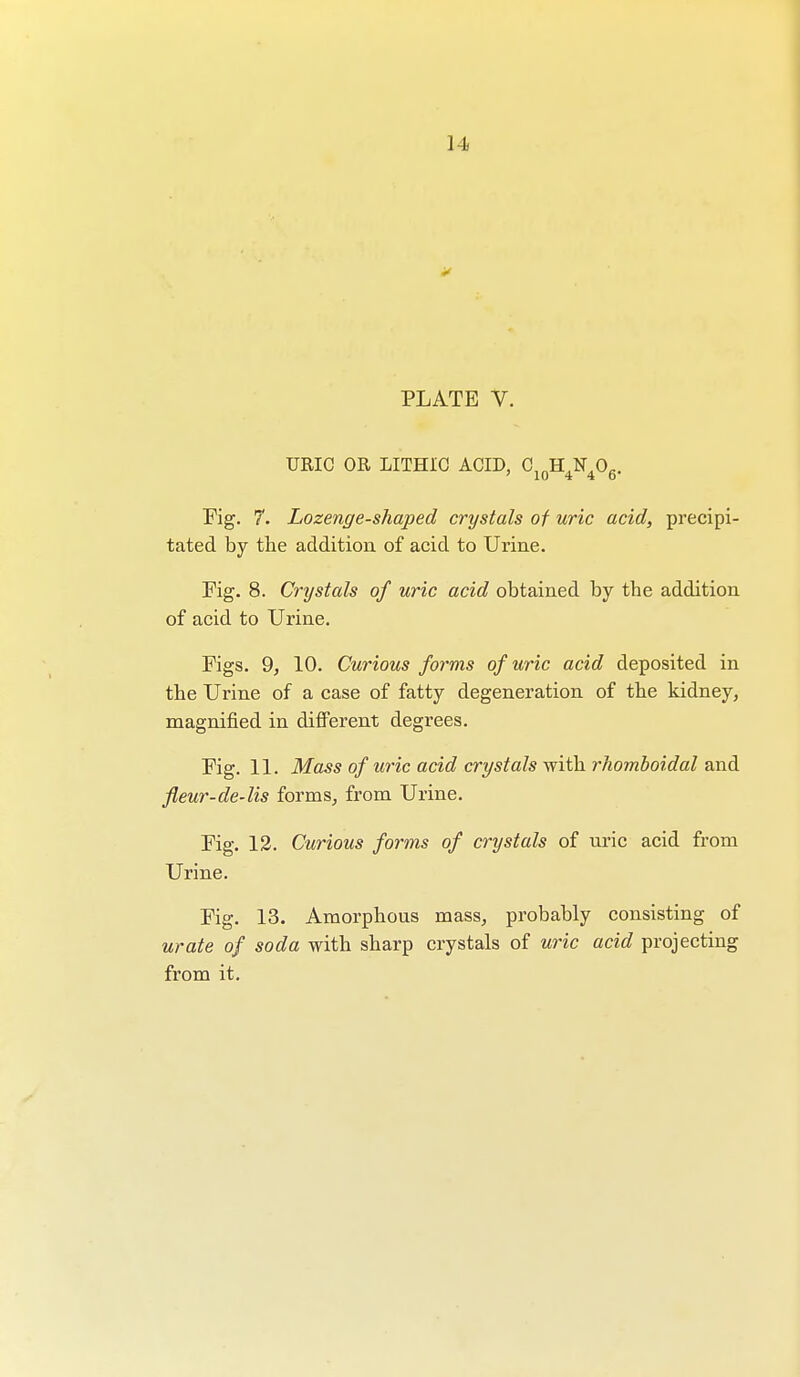 14
PLATE V.
URIC OR LITHIC ACID, C₁₀H₄N₄O₆.
Fig. 7. Lozenge-shaped crystals of uric acid, precipi-
tated by the addition of acid to Urine.
Fig. 8. Crystals of uric acid obtained by the addition
of acid to Urine.
Figs. 9, 10. Curious forms of uric acid deposited in
the Urine of a case of fatty degeneration of the kidney,
magnified in different degrees.
Fig. 11. Mass of uric acid crystals with rhomboidal and
fleur-de-lis forms, from Urine.
Fig. 12. Curious forms of crystals of uric acid from
Urine.
Fig. 13. Amorphous mass, probably consisting of
urate of soda with sharp crystals of uric acid projecting
from it.